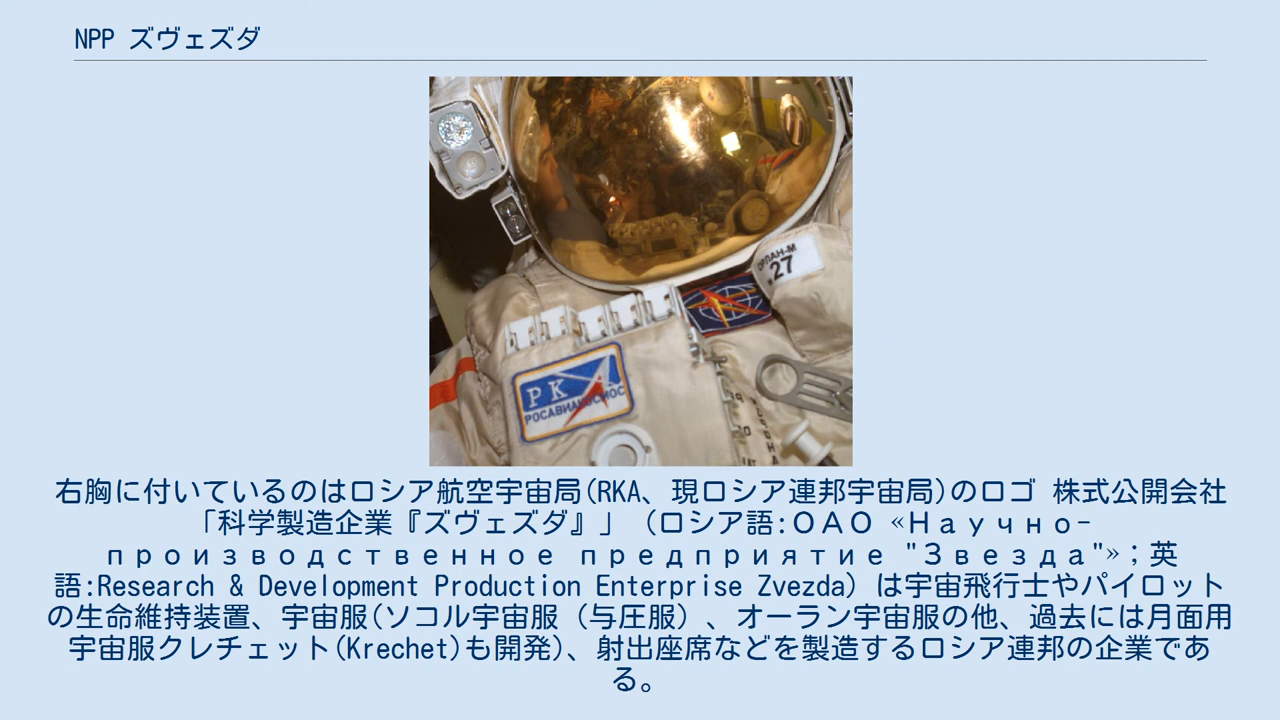 NPP ズヴェズダ
ОРЛАН-М
27
РКА
РОСАВИАКОСМОС
右胸に付いているのはロシア航空宇宙局(RKA、現ロシア連邦宇宙局)のロゴ 株式公開会社
「科学製造企業『ズヴェズダ』」（ロシア語:ОАО «Научно-
производственное предприятие "Звезда"»；英
語:Research & Development Production Enterprise Zvezda）は宇宙飛行士やパイロット
の生命維持装置、宇宙服(ソコル宇宙服（与圧服）、オーラン宇宙服の他、過去には月面用
宇宙服クレチェット(Krechet)も開発)、射出座席などを製造するロシア連邦の企業であ
る。